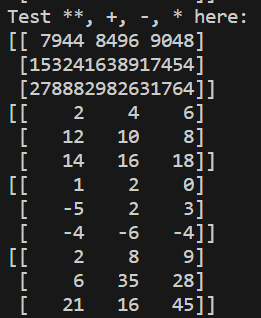 Test **, +, -, * here:
[[ 7944 8496 9048]
 [153241638917454]
 [278882982631764]]
[[    2    4    6]
 [   12   10    8]
 [   14   16   18]]
[[    1    2    0]
 [   -5    2    3]
 [   -4   -6   -4]]
[[    2    8    9]
 [    6   35   28]
 [   21   16   45]]